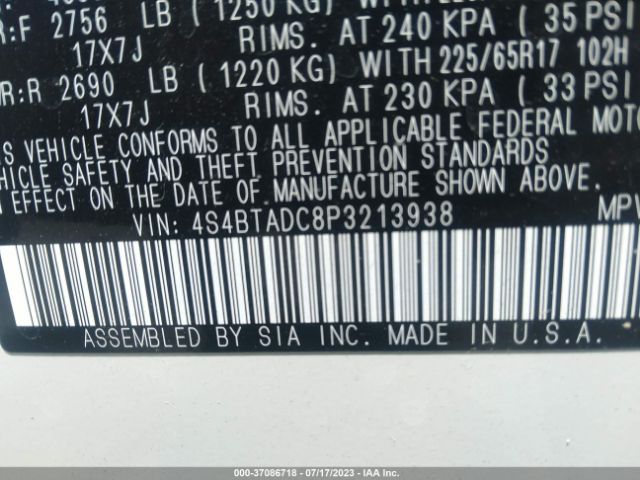 R:F 2756 LB ( 1250 KG) WITH
17X7J RIMS. AT 240 KPA ( 35 PSI
R:R 2690 LB ( 1220 KG) WITH 225/65R17 102H
17X7J RIMS. AT 230 KPA ( 33 PSI
S VEHICLE CONFORMS TO ALL APPLICABLE FEDERAL MOTO
HICLE SAFETY AND THEFT PREVENTION STANDARDS
EFFECT ON THE DATE OF MANUFACTURE SHOWN ABOVE.
VIN: 4S4BTADC8P3213938 MPV
ASSEMBLED BY SIA INC. MADE IN U.S.A.
000-37086718 / 07/17/2023 - IAA Inc.